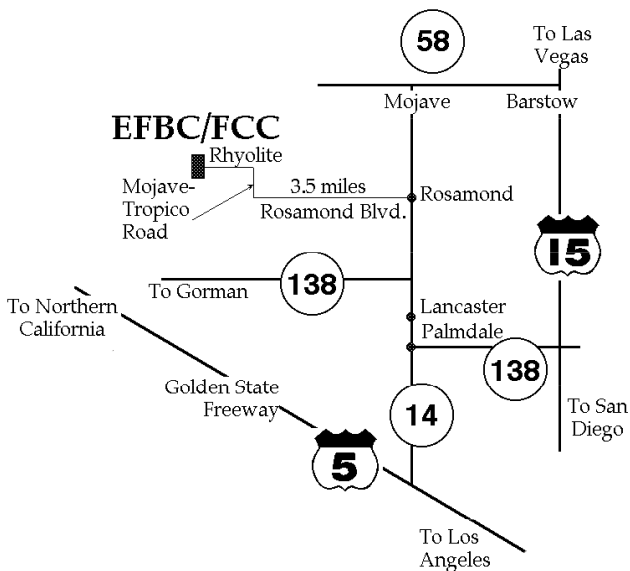 58
To Las
Vegas
Mojave
Barstow
EFBC/FCC
Rhyolite
Mojave-
Tropico
Road
3.5 miles
Rosamond Blvd.
Rosamond
15
To Gorman
138
To Northern
California
Lancaster
Palmdale
138
Golden State
Freeway
14
To San
Diego
5
To Los
Angeles